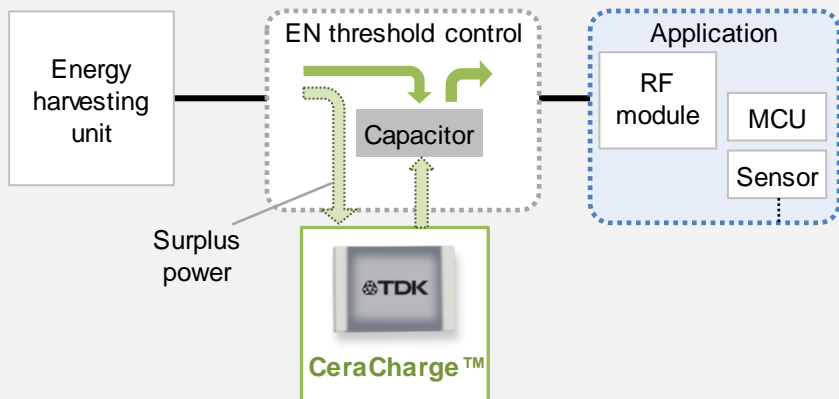 Energy
harvesting
unit
EN threshold control
Capacitor
Surplus
power
TDK
CeraCharge™
Application
RF
module
MCU
Sensor